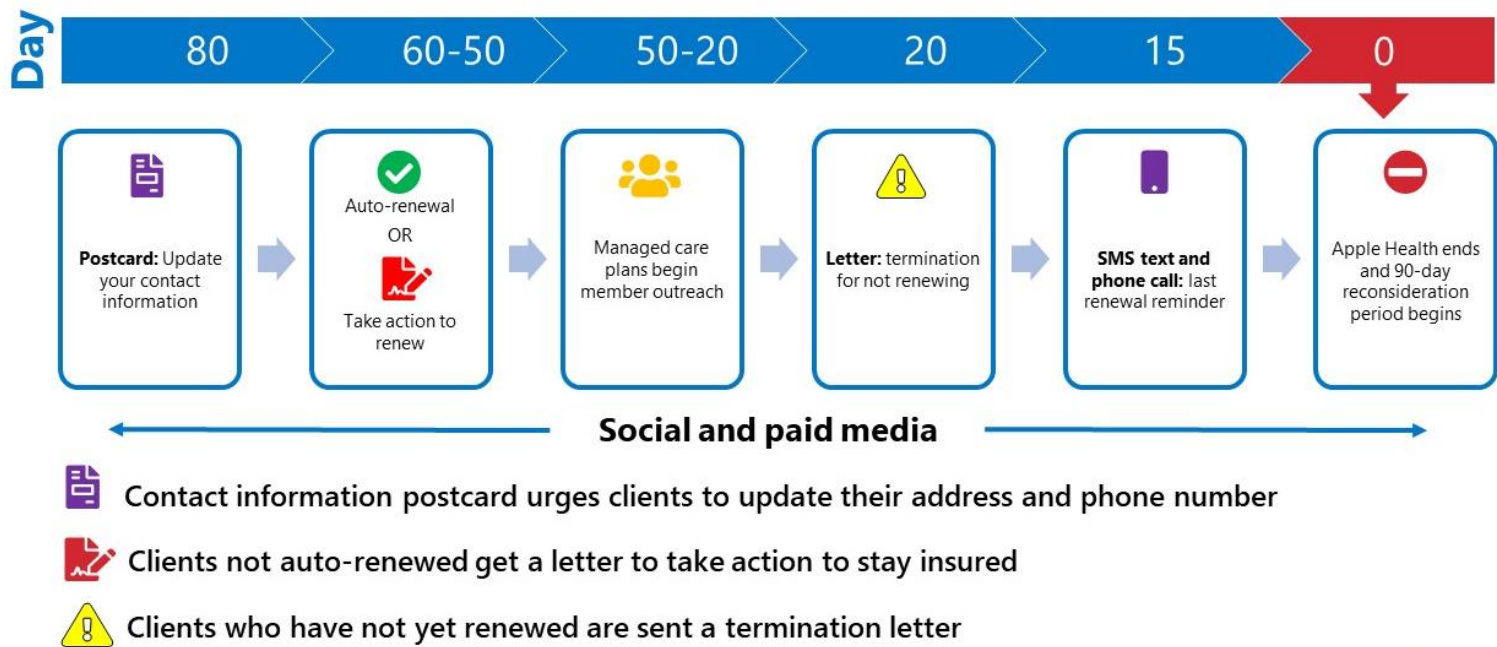 Day
80
60-50
50-20
20
15
0
Postcard: Update
your contact
information
Auto-renewal
OR
Take action to
renew
Managed care
plans begin
member outreach
Letter: termination
for not renewing
SMS text and
phone call: last
renewal reminder
Apple Health ends
and 90-day
reconsideration
period begins
Social and paid media
Contact information postcard urges clients to update their address and phone number
Clients not auto-renewed get a letter to take action to stay insured
Clients who have not yet renewed are sent a termination letter